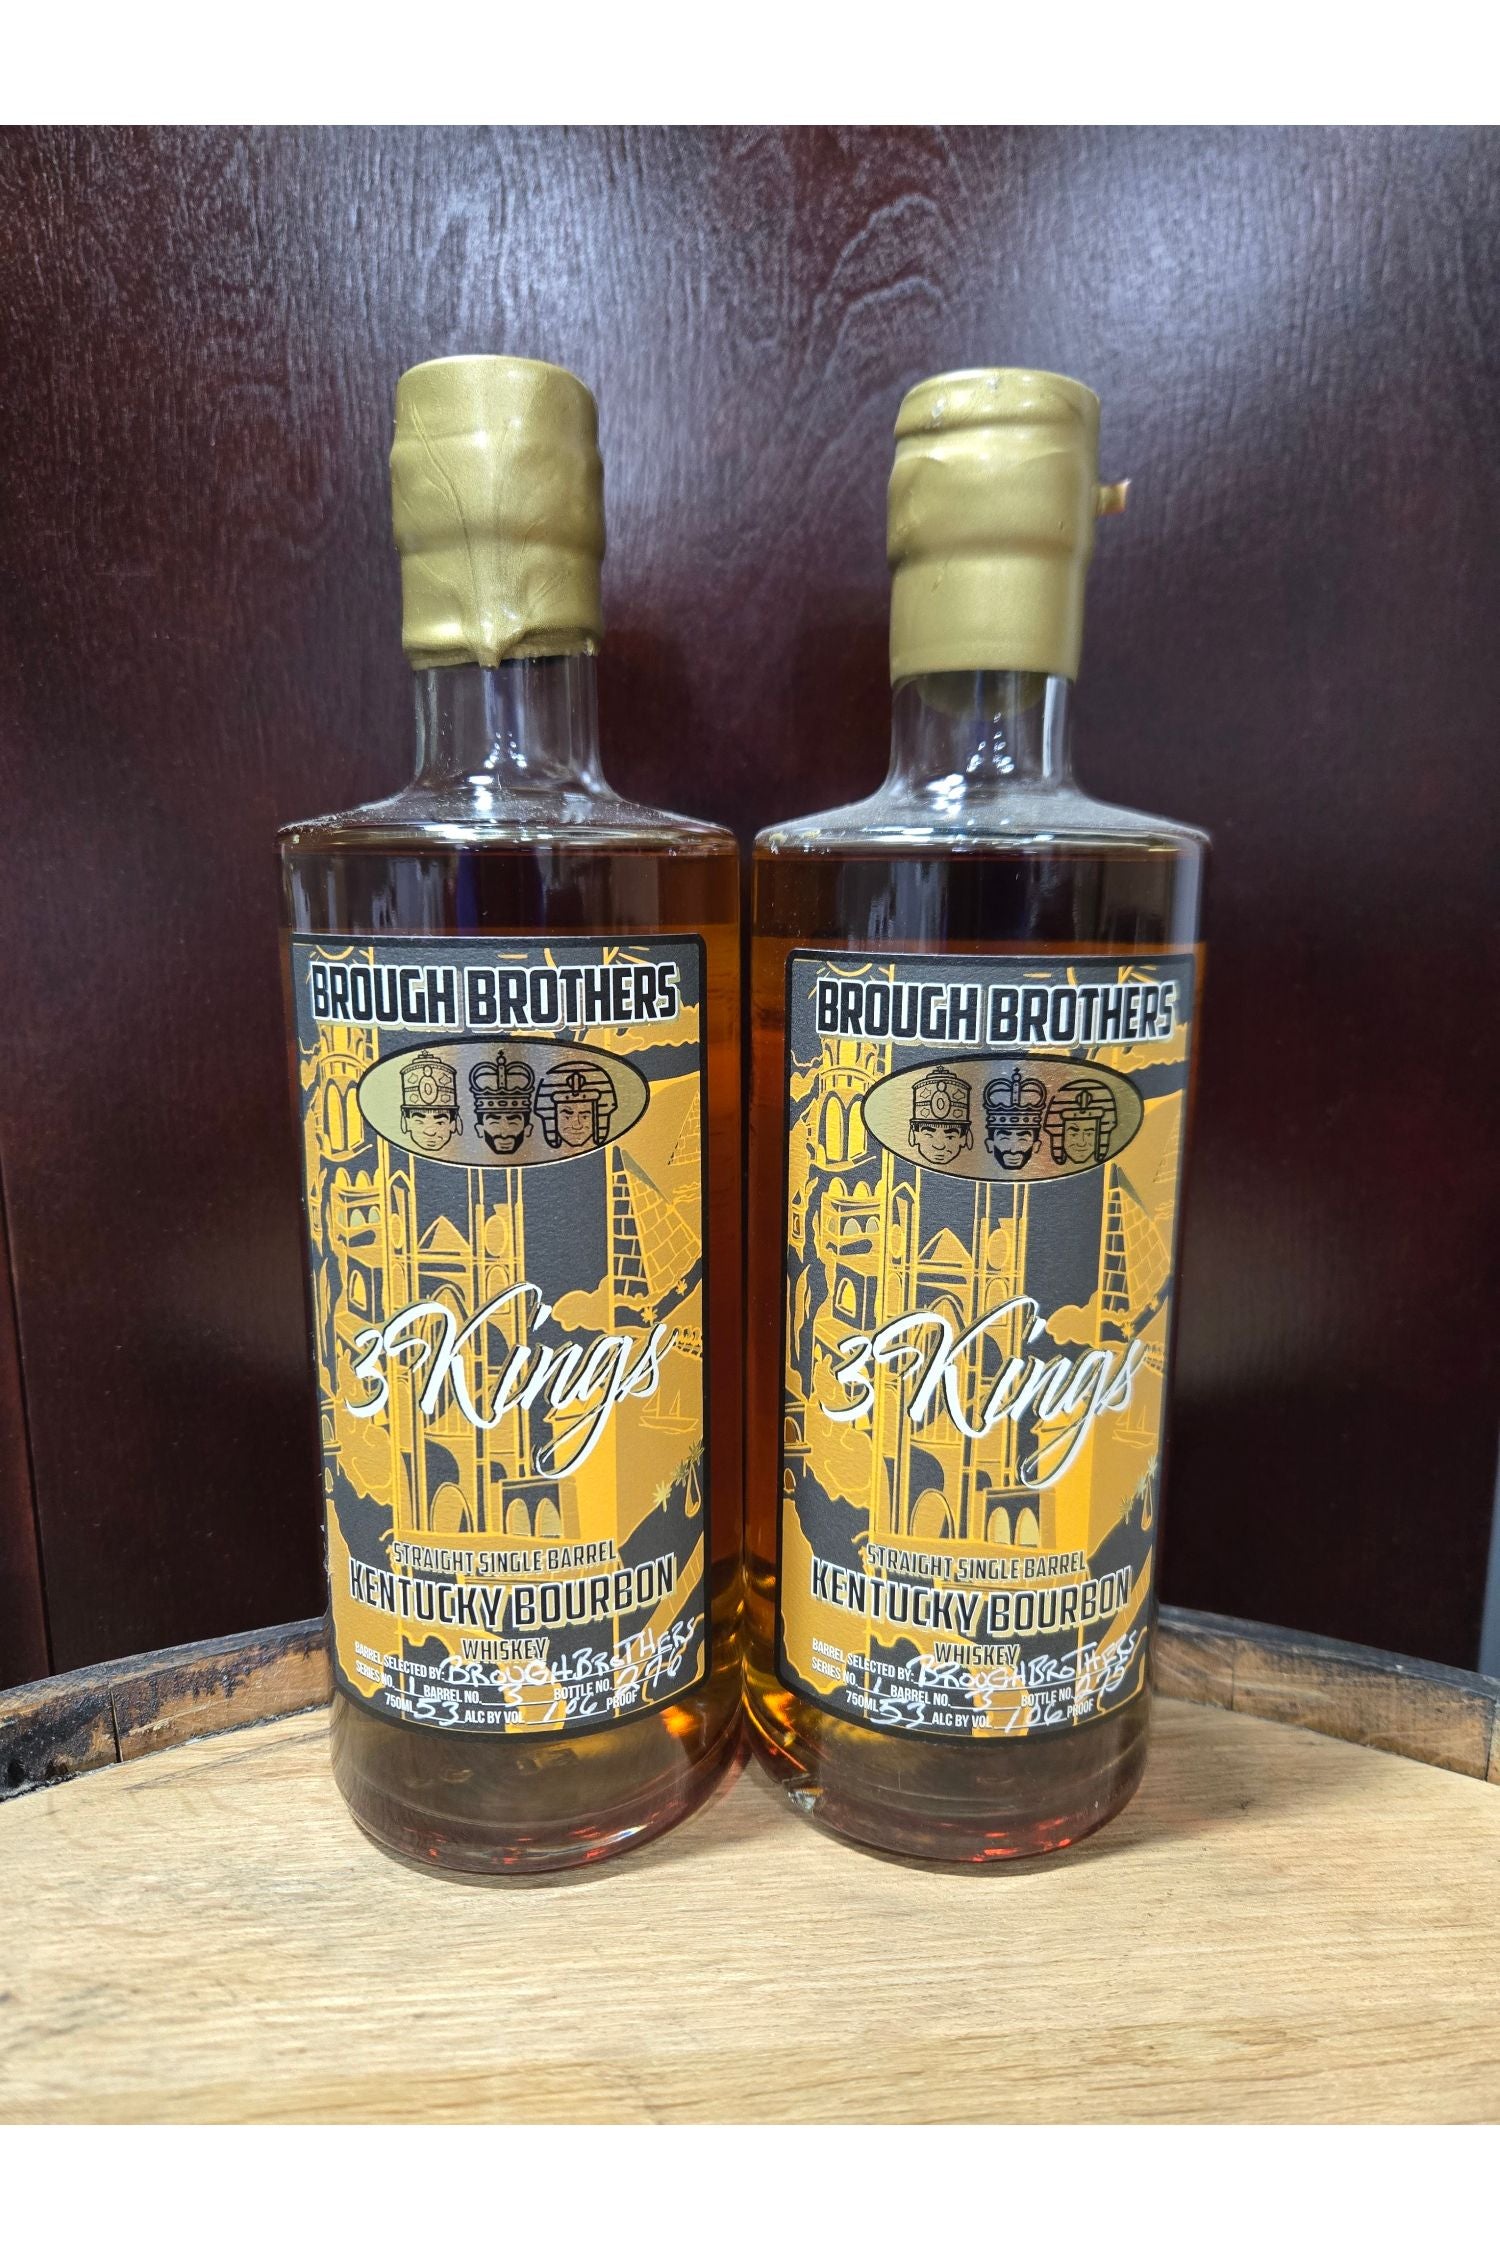 BROUGH BROTHERS
3 Kings
STRAIGHT SINGLE BARREL
KENTUCKY BOURBON
WHISKEY
BARREL SELECTED BY: BROUGH BROTHERS
SERIES NO. 1 BARREL NO. 3 BOTTLE NO. 276
750ML 53 ALC BY VOL 106 PROOF
BROUGH BROTHERS
3 Kings
STRAIGHT SINGLE BARREL
KENTUCKY BOURBON
WHISKEY
BARREL SELECTED BY: BROUGH BROTHERS
SERIES NO. 1 BARREL NO. 3 BOTTLE NO. 275
750ML 53 ALC BY VOL 106 PROOF